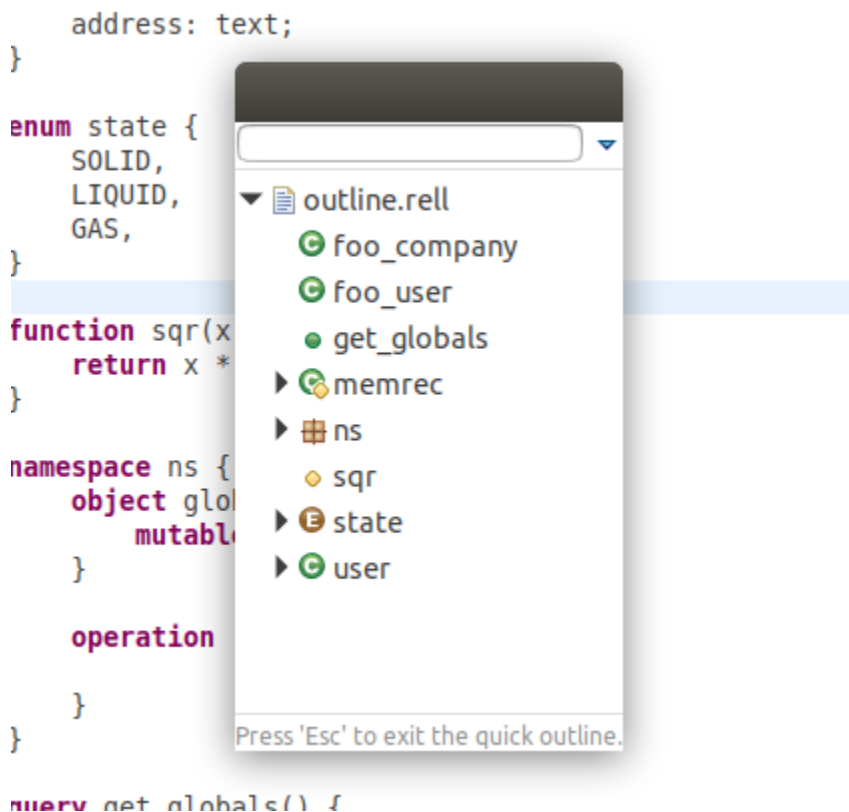 address: text;
}
enum state {
SOLID,
LIQUID,
GAS,
}
function sqr(x
return x *
}
namespace ns {
object glo
mutabl
}
operation
}
}
query get_globals() {
outline.rell
foo_company
foo_user
get_globals
memrec
ns
sqr
E state
user
Press 'Esc' to exit the quick outline.